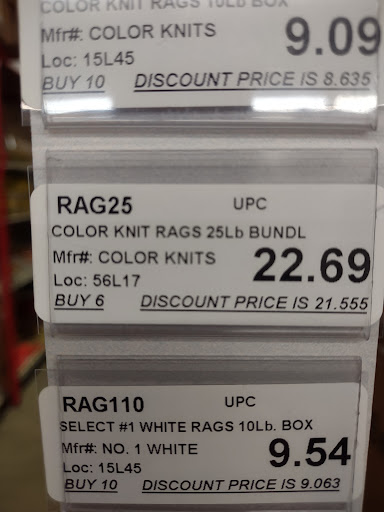 COLOR KNIT RAGS 10Lb BOX
Mfr#: COLOR KNITS
9.09
Loc: 15L45
BUY 10 DISCOUNT PRICE IS 8.635
RAG25 UPC
COLOR KNIT RAGS 25Lb BUNDL
Mfr#: COLOR KNITS
22.69
Loc: 56L17
BUY 6 DISCOUNT PRICE IS 21.555
RAG110 UPC
SELECT #1 WHITE RAGS 10Lb. BOX
Mfr#: NO. 1 WHITE
9.54
Loc: 15L45
BUY 10 DISCOUNT PRICE IS 9.063